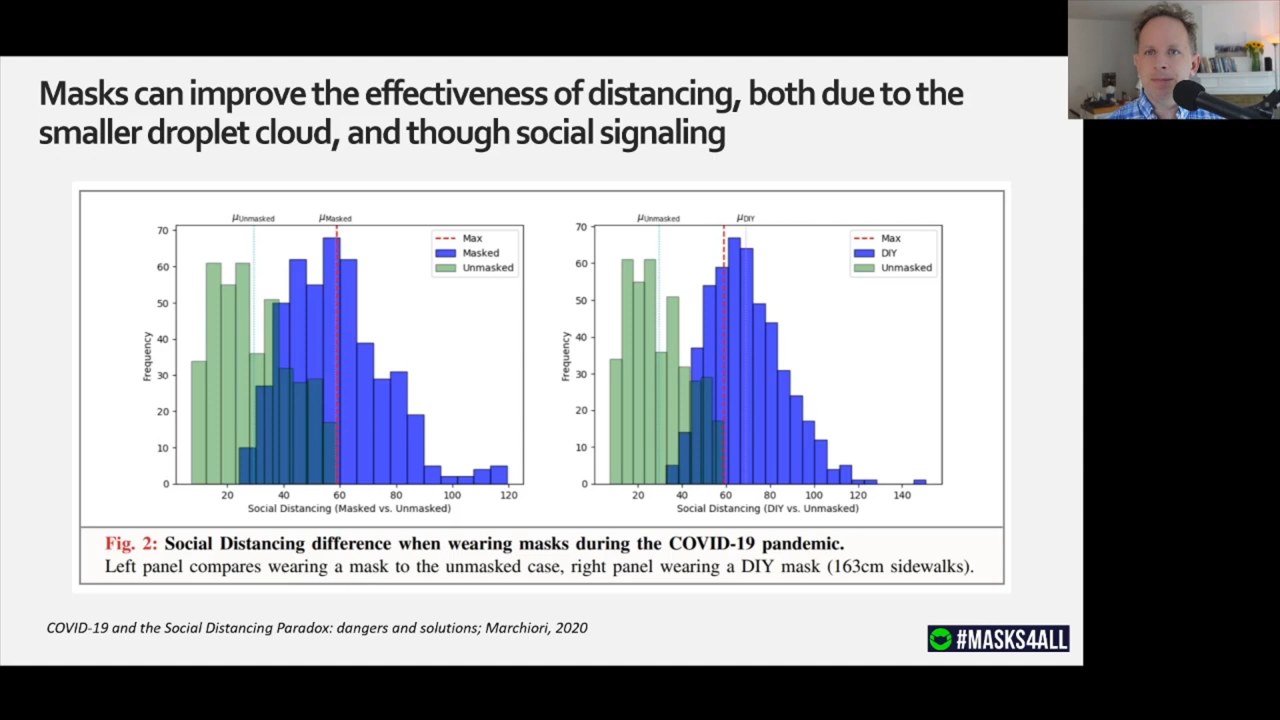 Masks can improve the effectiveness of distancing, both due to the
smaller droplet cloud, and though social signaling
μUnmasked μMasked
70
60
50
40
30
20
10
0
Frequency
Max
Masked
Unmasked
20 40 60 80 100 120
Social Distancing (Masked vs. Unmasked)
μUnmasked μDIY
70
60
50
40
30
20
10
0
Frequency
Max
DIY
Unmasked
20 40 60 80 100 120 140
Social Distancing (DIY vs. Unmasked)
Fig. 2: Social Distancing difference when wearing masks during the COVID-19 pandemic.
Left panel compares wearing a mask to the unmasked case, right panel wearing a DIY mask (163cm sidewalks).
COVID-19 and the Social Distancing Paradox: dangers and solutions; Marchiori, 2020
#MASKS4ALL